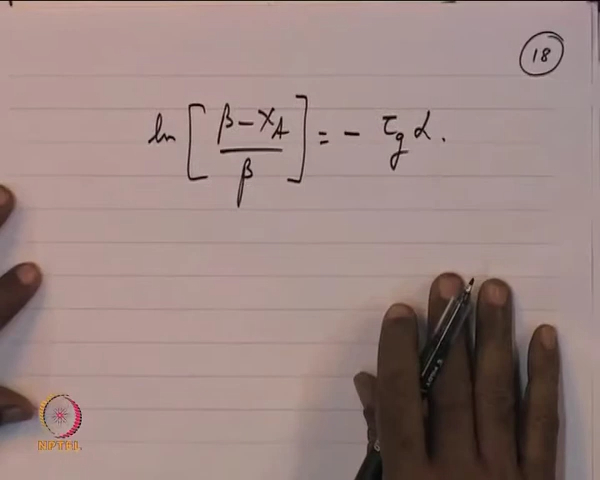 18
ln [ (β - X_A) / β ] = - τ_g α.
NPTEL